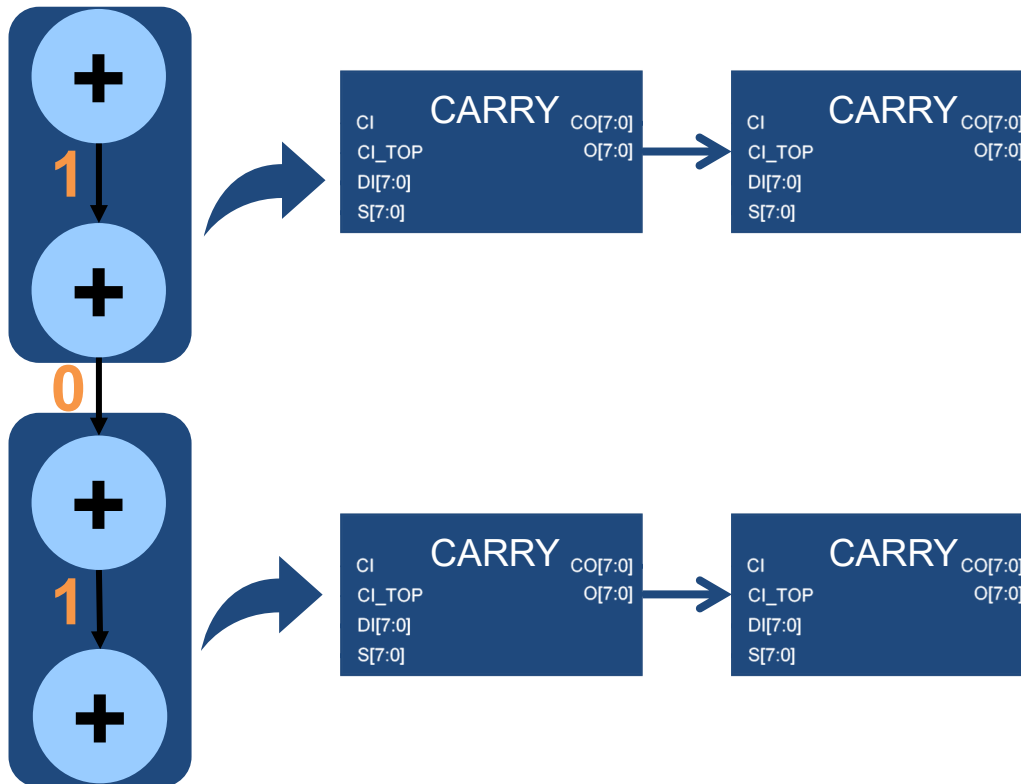 +
1
+
0
+
1
+
CARRY
CI
CI_TOP
DI[7:0]
S[7:0]
CO[7:0]
O[7:0]
CARRY
CI
CI_TOP
DI[7:0]
S[7:0]
CO[7:0]
O[7:0]
CARRY
CI
CI_TOP
DI[7:0]
S[7:0]
CO[7:0]
O[7:0]
CARRY
CI
CI_TOP
DI[7:0]
S[7:0]
CO[7:0]
O[7:0]